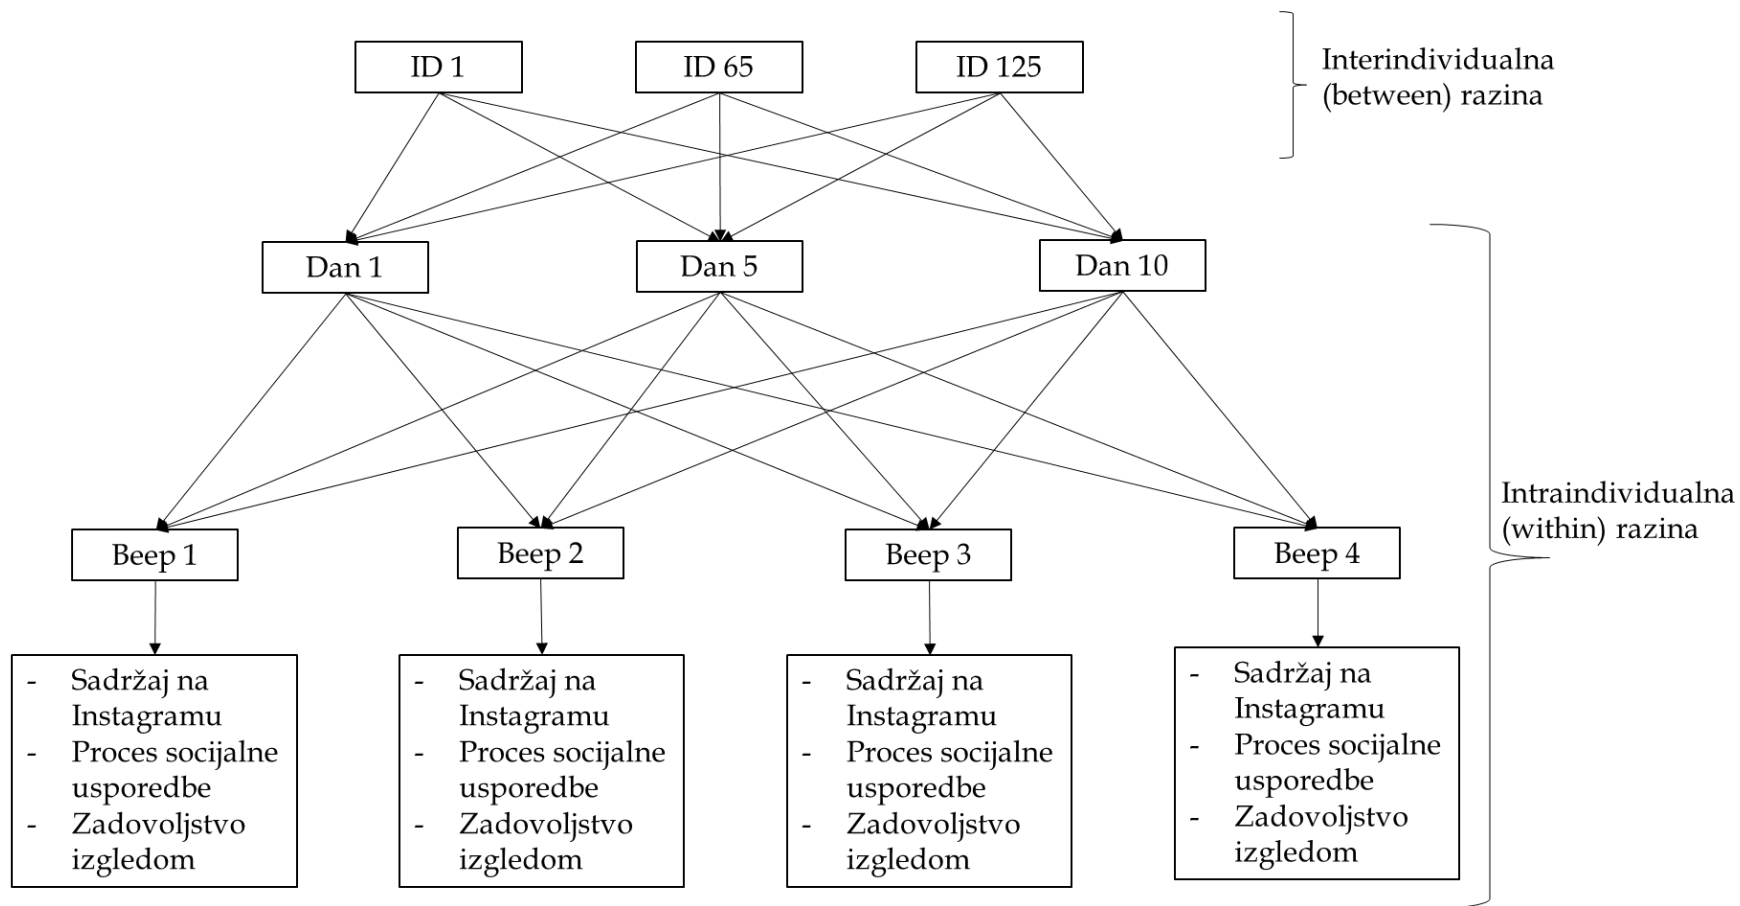 ID 1
ID 65
ID 125
Interindividualna
(between) razina
Dan 1
Dan 5
Dan 10
Intraindividualna
(within) razina
Beep 1
Beep 2
Beep 3
Beep 4
- Sadržaj na
Instagramu
- Proces socijalne
usporedbe
- Zadovoljstvo
izgledom
- Sadržaj na
Instagramu
- Proces socijalne
usporedbe
- Zadovoljstvo
izgledom
- Sadržaj na
Instagramu
- Proces socijalne
usporedbe
- Zadovoljstvo
izgledom
- Sadržaj na
Instagramu
- Proces socijalne
usporedbe
- Zadovoljstvo
izgledom